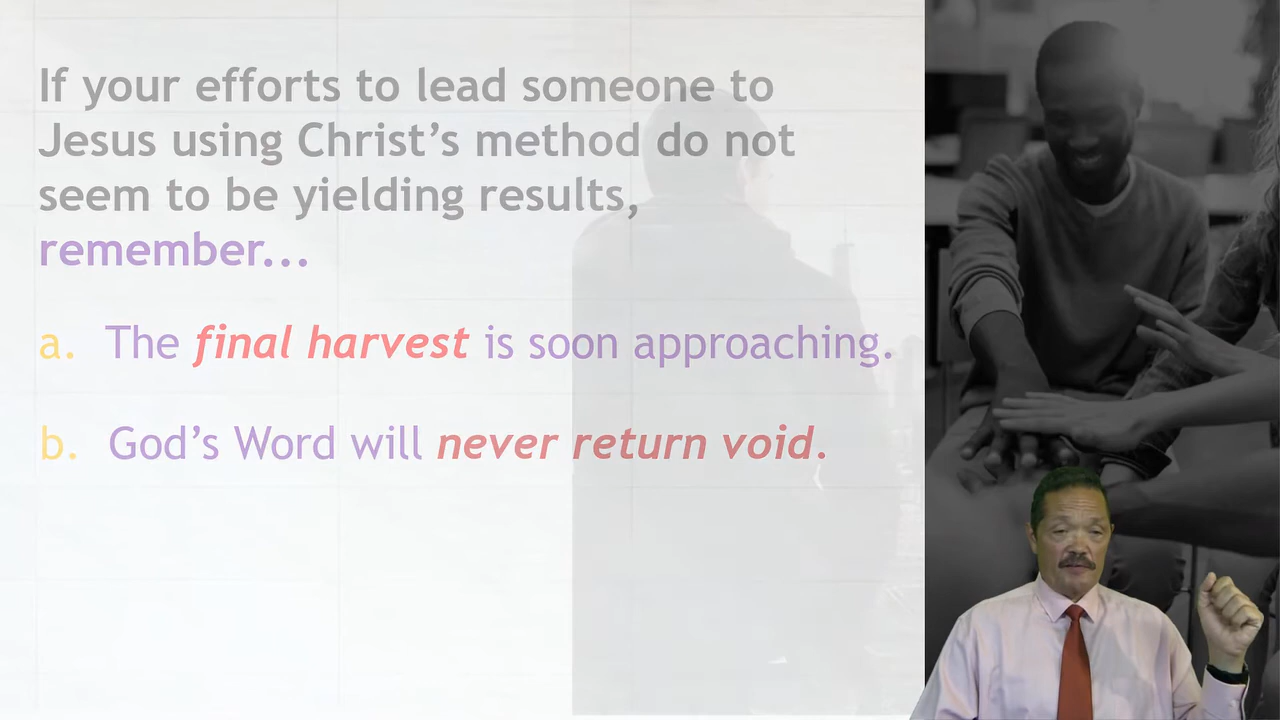 If your efforts to lead someone to
Jesus using Christ’s method do not
seem to be yielding results,
remember...
a. The final harvest is soon approaching.
b. God’s Word will never return void.